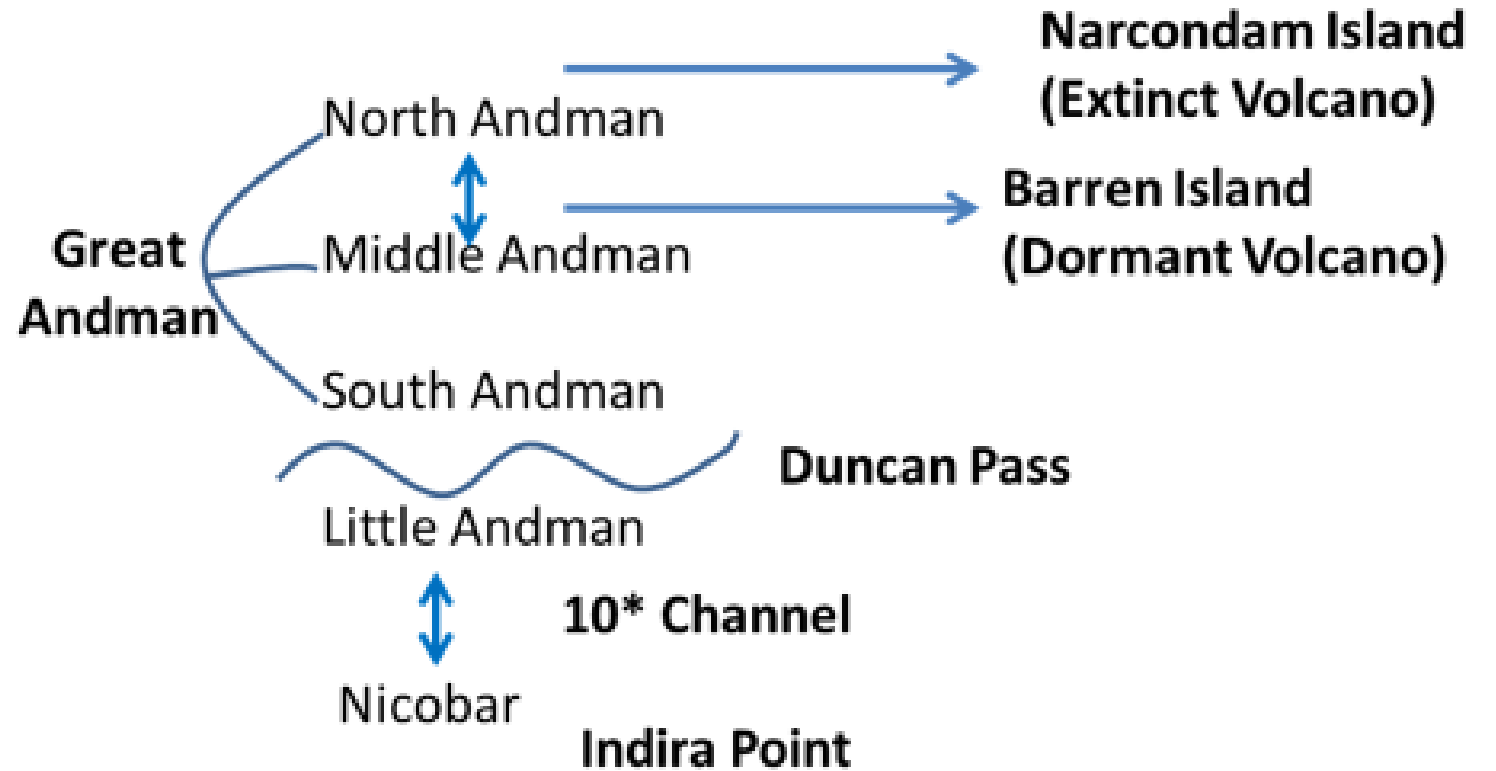 Narcondam Island
(Extinct Volcano)
North Andman
Barren Island
(Dormant Volcano)
Great
Andman
Middle Andman
South Andman
Duncan Pass
Little Andman
10* Channel
Nicobar
Indira Point